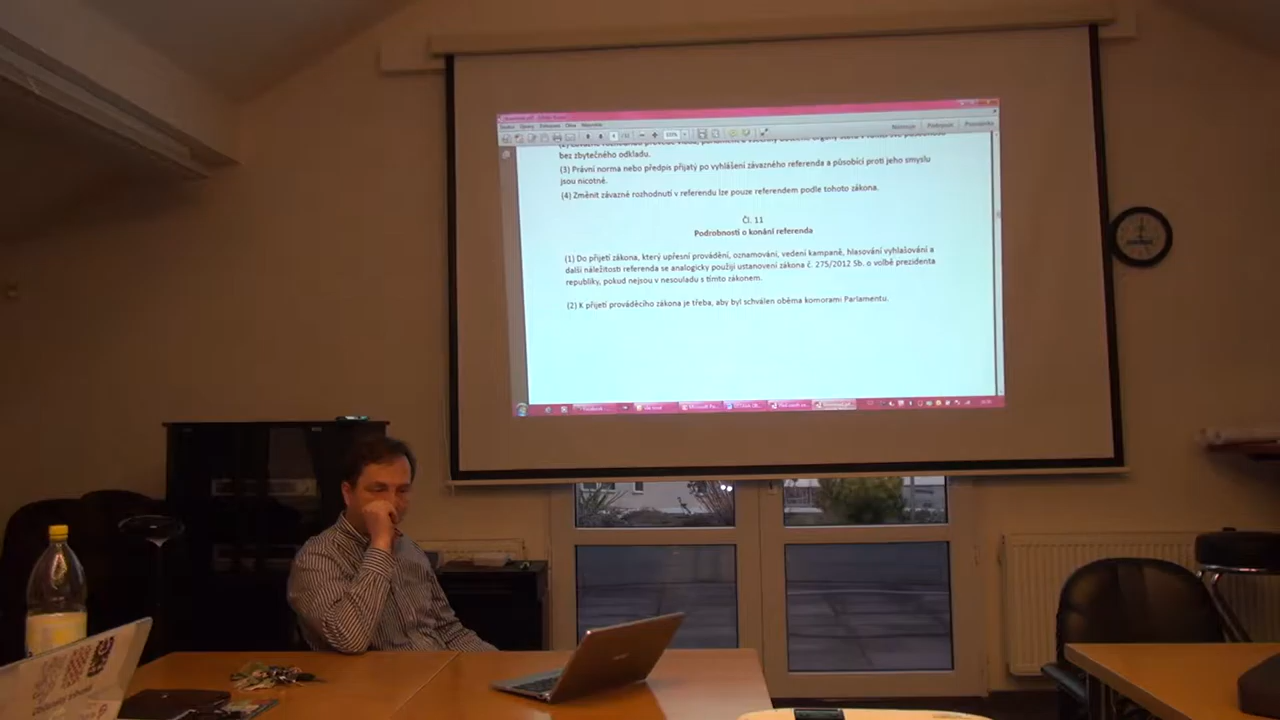 bez zbytečného odkladu.
(3) Právní norma nebo předpis přijatý po vyhlášení závazného referenda a působící proti jeho smyslu
jsou nicotné.
(4) Změnit závazné rozhodnutí v referendu lze pouze referendem podle tohoto zákona.
Čl. 11
Podrobnosti o konání referenda
(1) Do přijetí zákona, který upřesní provádění, oznamování, vedení kampaně, hlasování vyhlašování a
další náležitosti referenda se analogicky použijí ustanovení zákona č. 275/2012 Sb. o volbě prezidenta
republiky, pokud nejsou v nesouladu s tímto zákonem.
(2) K přijetí prováděcího zákona je třeba, aby byl schválen oběma komorami Parlamentu.